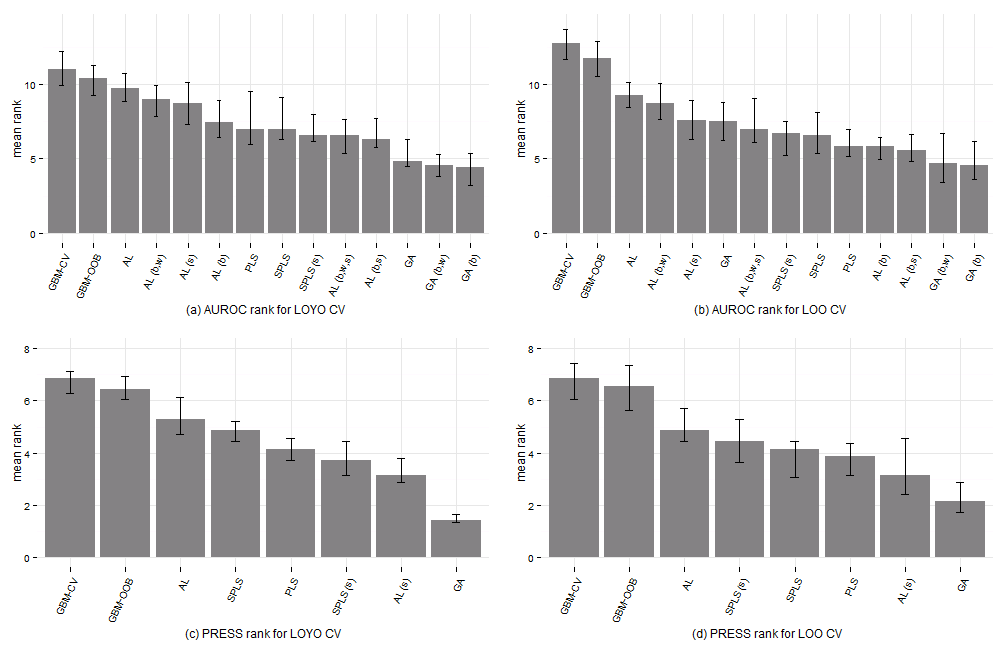 mean rank
10
5
0
GBM-CV
GBM-OOB
AL
AL (b,w)
AL (s)
AL (b)
PLS
SPLS
SPLS (s)
AL (b,w,s)
AL (b,s)
GA
GA (b,w)
GA (b)
(a) AUROC rank for LOYO CV
mean rank
10
5
0
GBM-CV
GBM-OOB
AL
AL (b,w)
AL (s)
GA
AL (b,w,s)
SPLS (s)
SPLS
PLS
AL (b)
AL (b,s)
GA (b,w)
GA (b)
(b) AUROC rank for LOO CV
mean rank
8
6
4
2
0
GBM-CV
GBM-OOB
AL
SPLS
PLS
SPLS (s)
AL (s)
GA
(c) PRESS rank for LOYO CV
mean rank
8
6
4
2
0
GBM-CV
GBM-OOB
AL
SPLS (s)
SPLS
PLS
AL (s)
GA
(d) PRESS rank for LOO CV